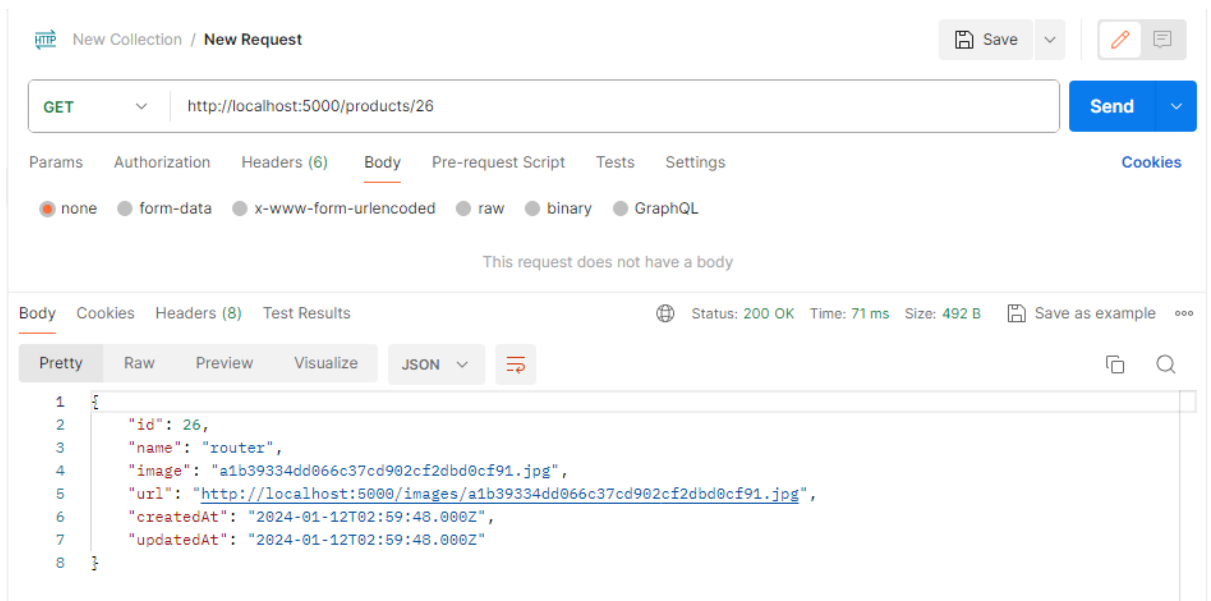 HTTP New Collection / New Request Save
GET http://localhost:5000/products/26 Send
Params Authorization Headers (6) Body Pre-request Script Tests Settings Cookies
none form-data x-www-form-urlencoded raw binary GraphQL
This request does not have a body
Body Cookies Headers (8) Test Results Status: 200 OK Time: 71 ms Size: 492 B Save as example
Pretty Raw Preview Visualize JSON
1 {
2 "id": 26,
3 "name": "router",
4 "image": "a1b39334dd066c37cd902cf2dbd0cf91.jpg",
5 "url": "http://localhost:5000/images/a1b39334dd066c37cd902cf2dbd0cf91.jpg",
6 "createdAt": "2024-01-12T02:59:48.000Z",
7 "updatedAt": "2024-01-12T02:59:48.000Z"
8 }